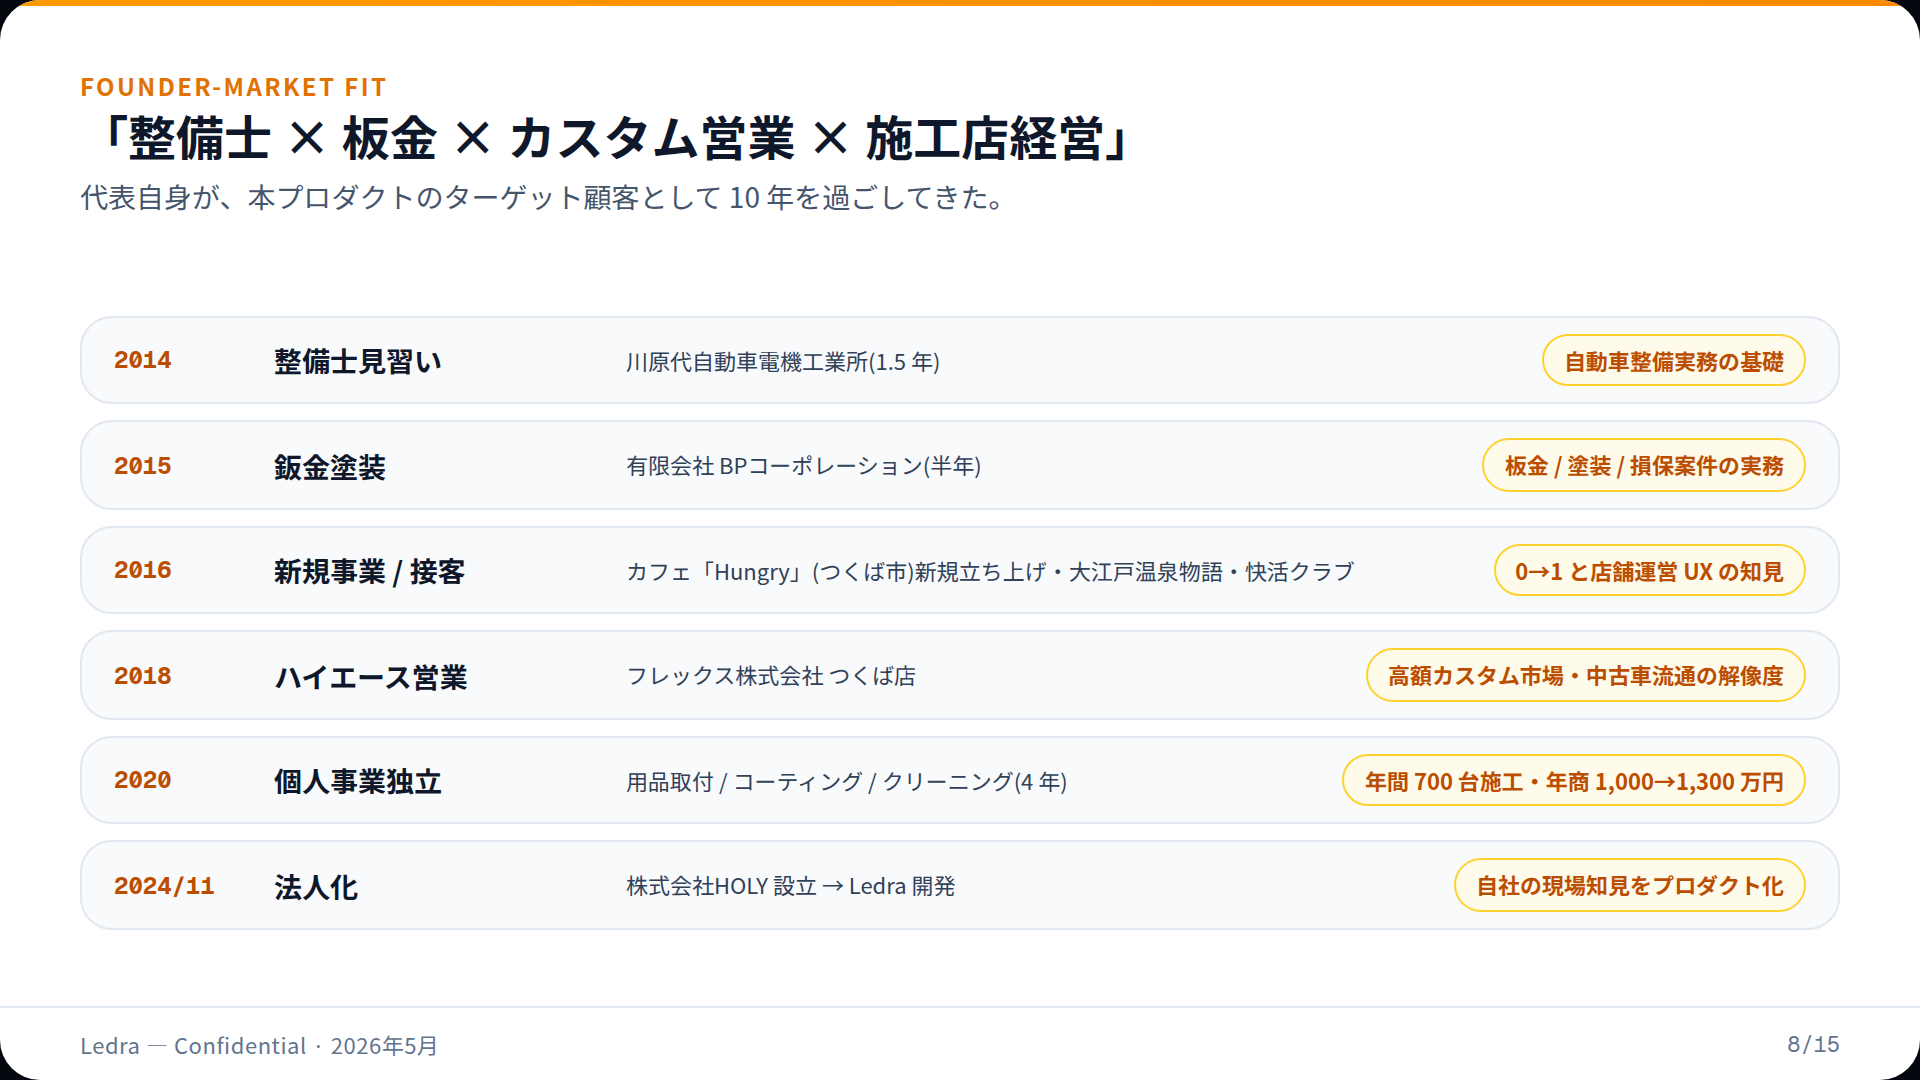 FOUNDER-MARKET FIT
「整備士 × 板金 × カスタム営業 × 施工店経営」
代表自身が、本プロダクトのターゲット顧客として 10 年を過ごしてきた。
2014 整備士見習い 川原代自動車電機工業所(1.5 年) 自動車整備実務の基礎
2015 鈑金塗装 有限会社 BPコーポレーション(半年) 板金 / 塗装 / 損保案件の実務
2016 新規事業 / 接客 カフェ「Hungry」(つくば市)新規立ち上げ・大江戸温泉物語・快活クラブ 0→1 と店舗運営 UX の知見
2018 ハイエース営業 フレックス株式会社 つくば店 高額カスタム市場・中古車流通の解像度
2020 個人事業独立 用品取付 / コーティング / クリーニング(4 年) 年間 700 台施工・年商 1,000→1,300 万円
2024/11 法人化 株式会社HOLY 設立 → Ledra 開発 自社の現場知見をプロダクト化
Ledra — Confidential · 2026年5月 8/15